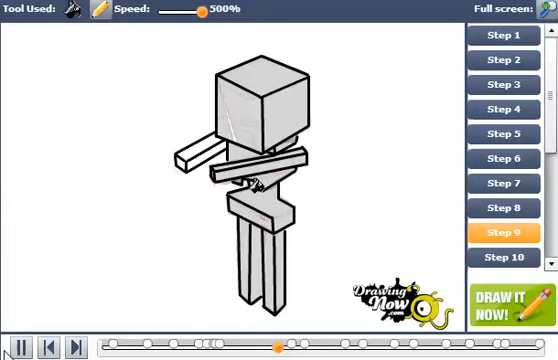 Tool Used:
Speed:
500%
Full screen:
Step 1
Step 2
Step 3
Step 4
Step 5
Step 6
Step 7
Step 8
Step 9
Step 10
Drawing
Now.com
DRAW IT
NOW!